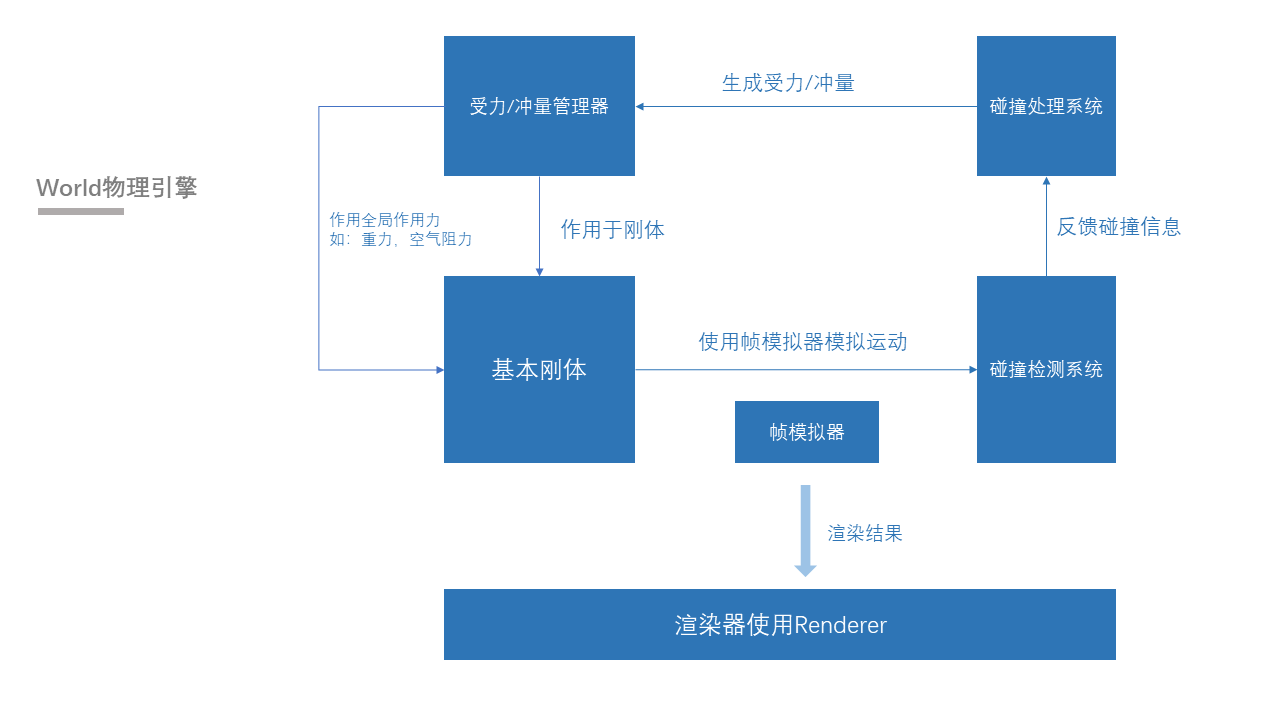 受力/冲量管理器
生成受力/冲量
碰撞处理系统
World物理引擎
作用全局作用力
如：重力，空气阻力
作用于刚体
反馈碰撞信息
基本刚体
使用帧模拟器模拟运动
碰撞检测系统
帧模拟器
渲染结果
渲染器使用Renderer